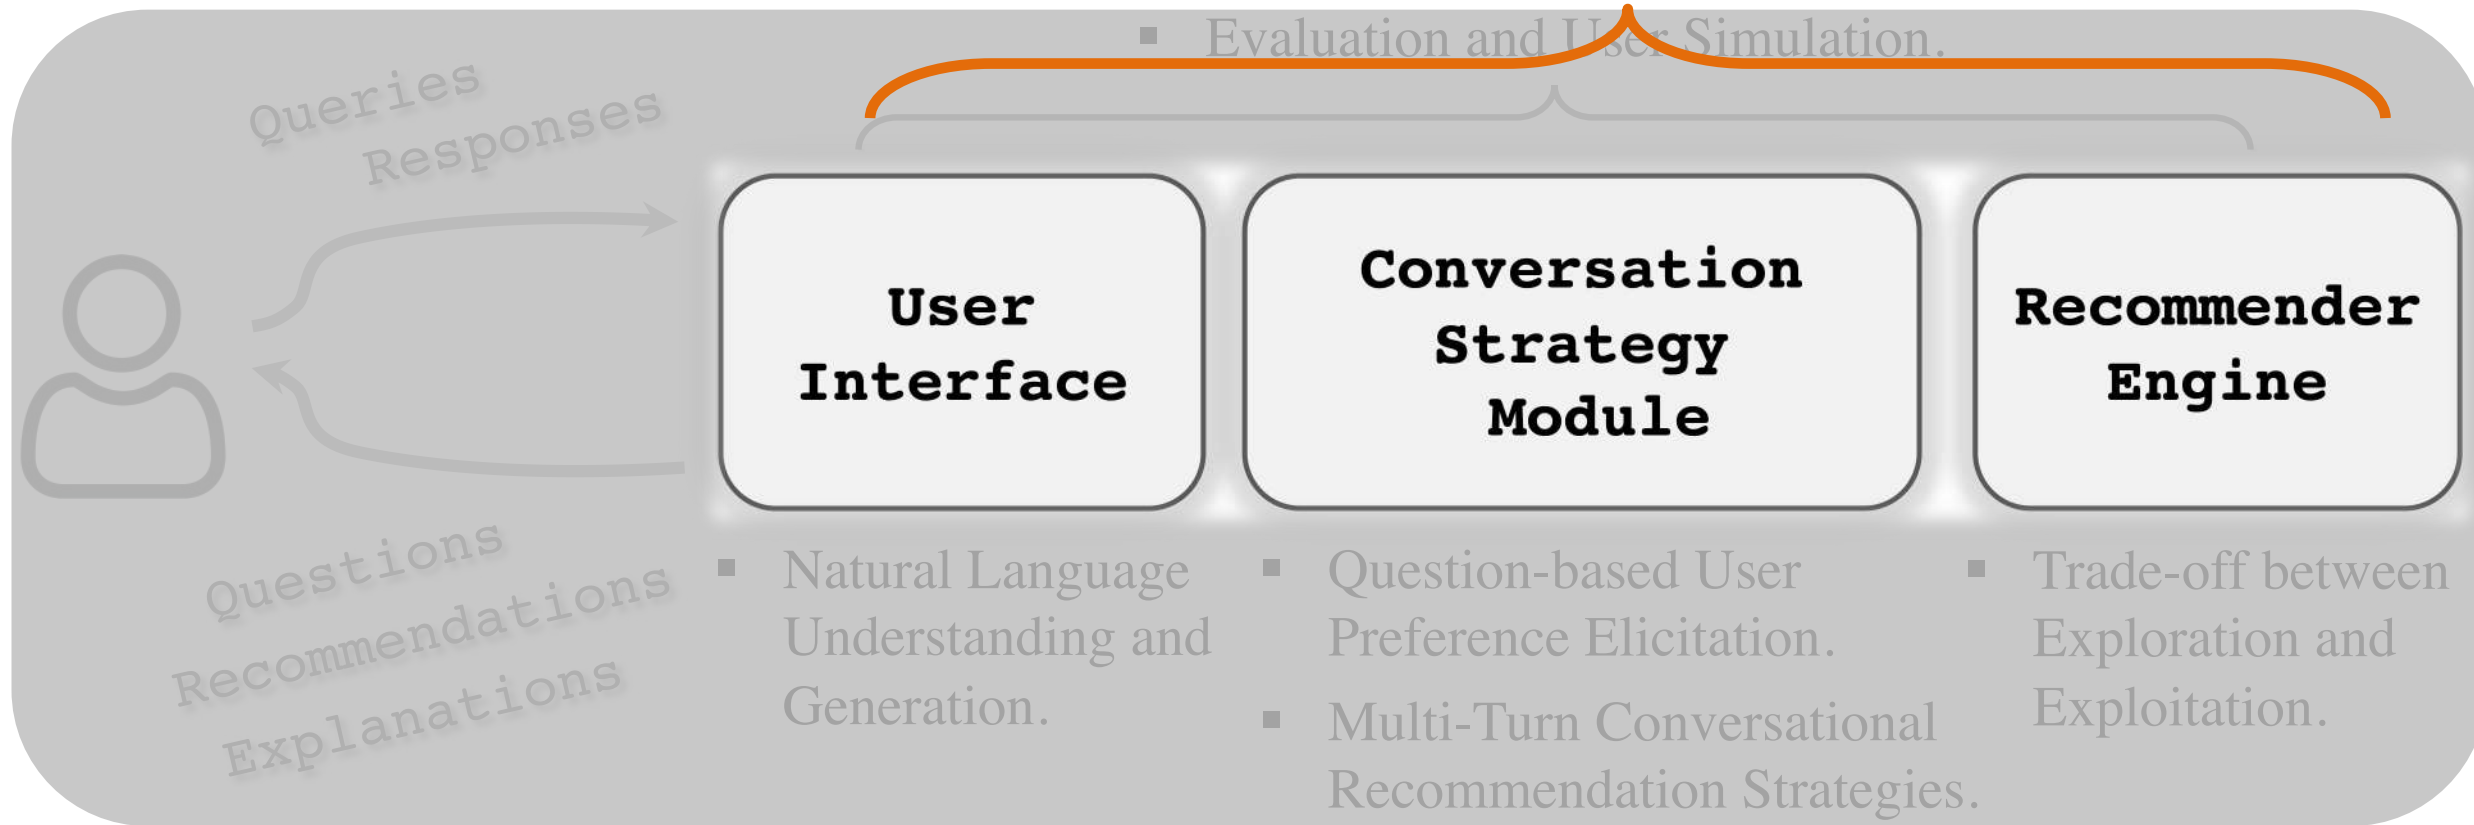 ▪ Evaluation and User Simulation.
Queries
Responses
User
Interface
Conversation
Strategy
Module
Recommender
Engine
Questions
Recommendations
Explanations
▪ Natural Language
Understanding and
Generation.
▪ Question-based User
Preference Elicitation.
▪ Multi-Turn Conversational
Recommendation Strategies.
▪ Trade-off between
Exploration and
Exploitation.